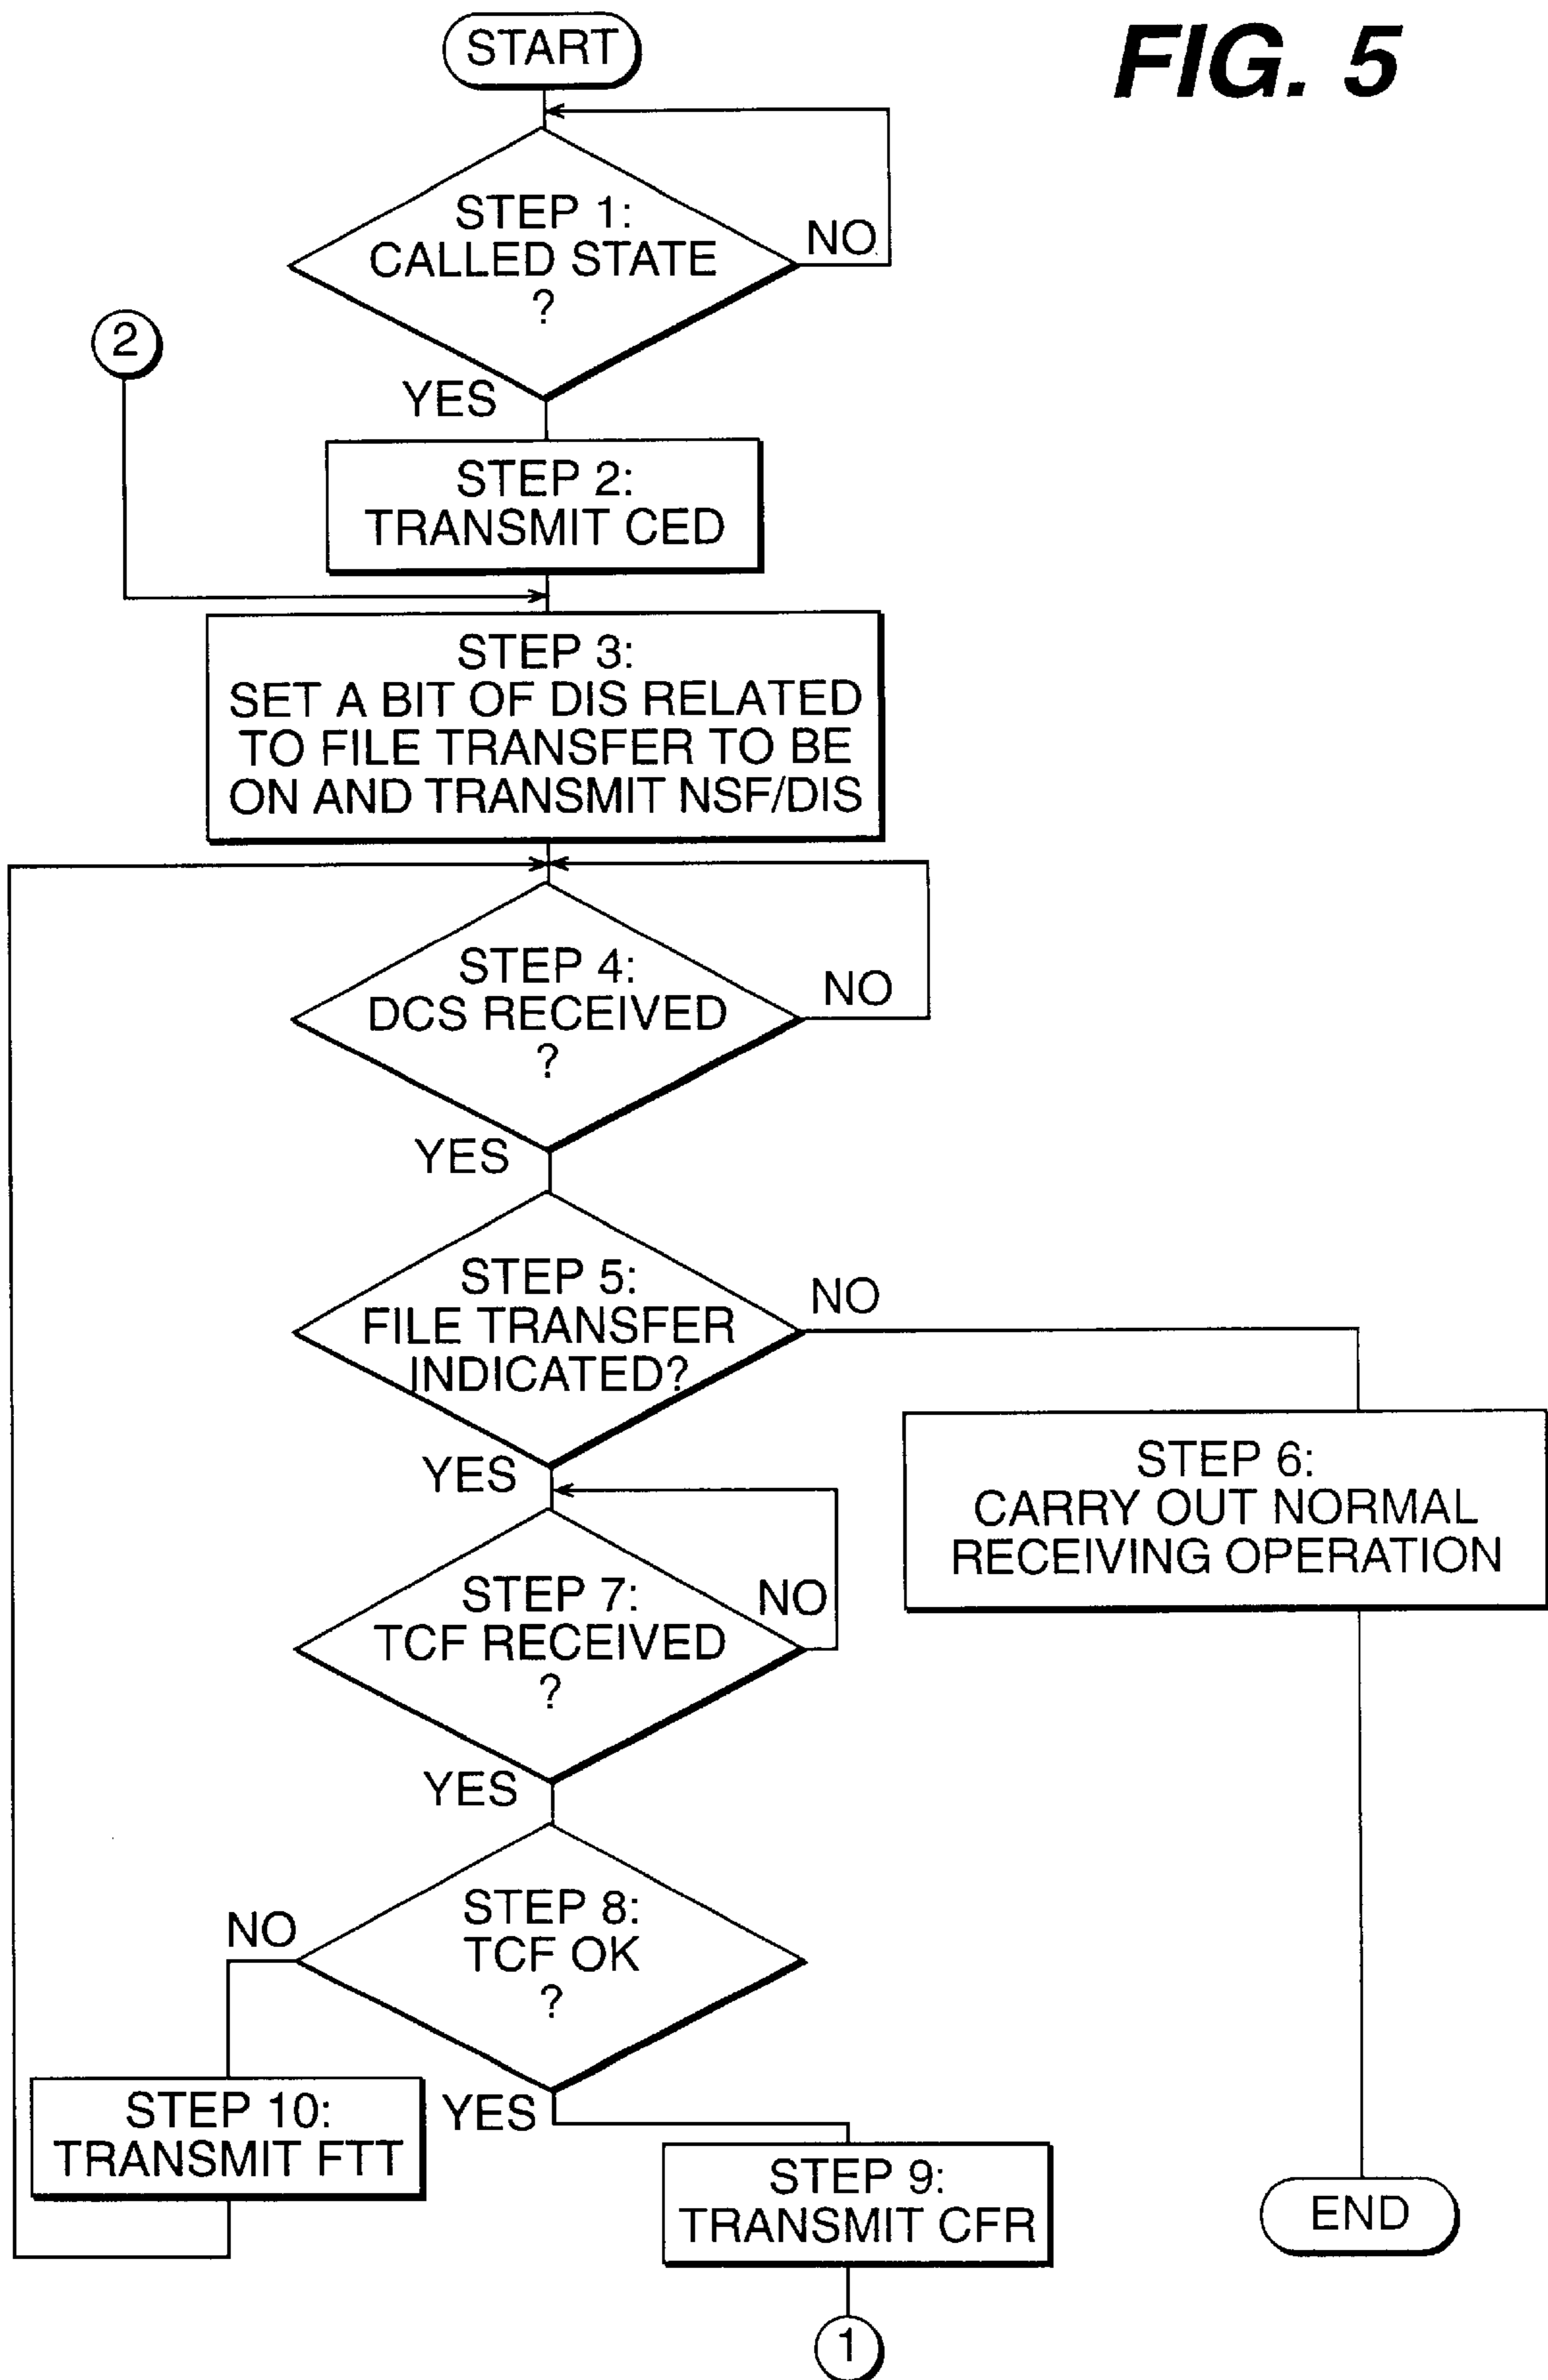 FIG. 5
START
STEP 1:
CALLED STATE
?
NO
YES
2
STEP 2:
TRANSMIT CED
STEP 3:
SET A BIT OF DIS RELATED
TO FILE TRANSFER TO BE
ON AND TRANSMIT NSF/DIS
STEP 4:
DCS RECEIVED
?
NO
YES
STEP 5:
FILE TRANSFER
INDICATED?
NO
YES
STEP 6:
CARRY OUT NORMAL
RECEIVING OPERATION
STEP 7:
TCF RECEIVED
?
NO
YES
STEP 8:
TCF OK
?
NO
YES
STEP 10:
TRANSMIT FTT
STEP 9:
TRANSMIT CFR
END
1